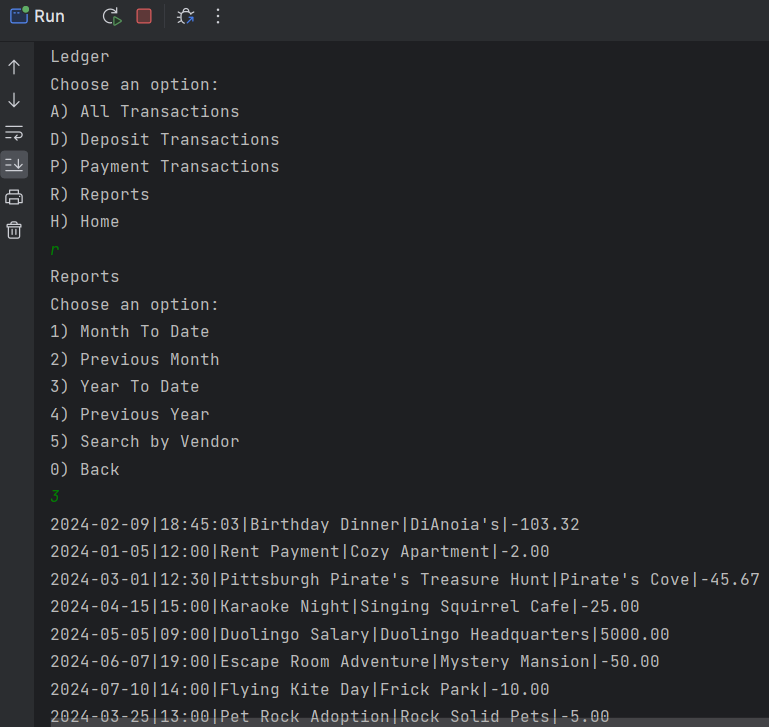 Run
Ledger
Choose an option:
A) All Transactions
D) Deposit Transactions
P) Payment Transactions
R) Reports
H) Home
r
Reports
Choose an option:
1) Month To Date
2) Previous Month
3) Year To Date
4) Previous Year
5) Search by Vendor
0) Back
3
2024-02-09|18:45:03|Birthday Dinner|DiAnoia's|-103.32
2024-01-05|12:00|Rent Payment|Cozy Apartment|-2.00
2024-03-01|12:30|Pittsburgh Pirate's Treasure Hunt|Pirate's Cove|-45.67
2024-04-15|15:00|Karaoke Night|Singing Squirrel Cafe|-25.00
2024-05-05|09:00|Duolingo Salary|Duolingo Headquarters|5000.00
2024-06-07|19:00|Escape Room Adventure|Mystery Mansion|-50.00
2024-07-10|14:00|Flying Kite Day|Frick Park|-10.00
2024-03-25|13:00|Pet Rock Adoption|Rock Solid Pets|-5.00